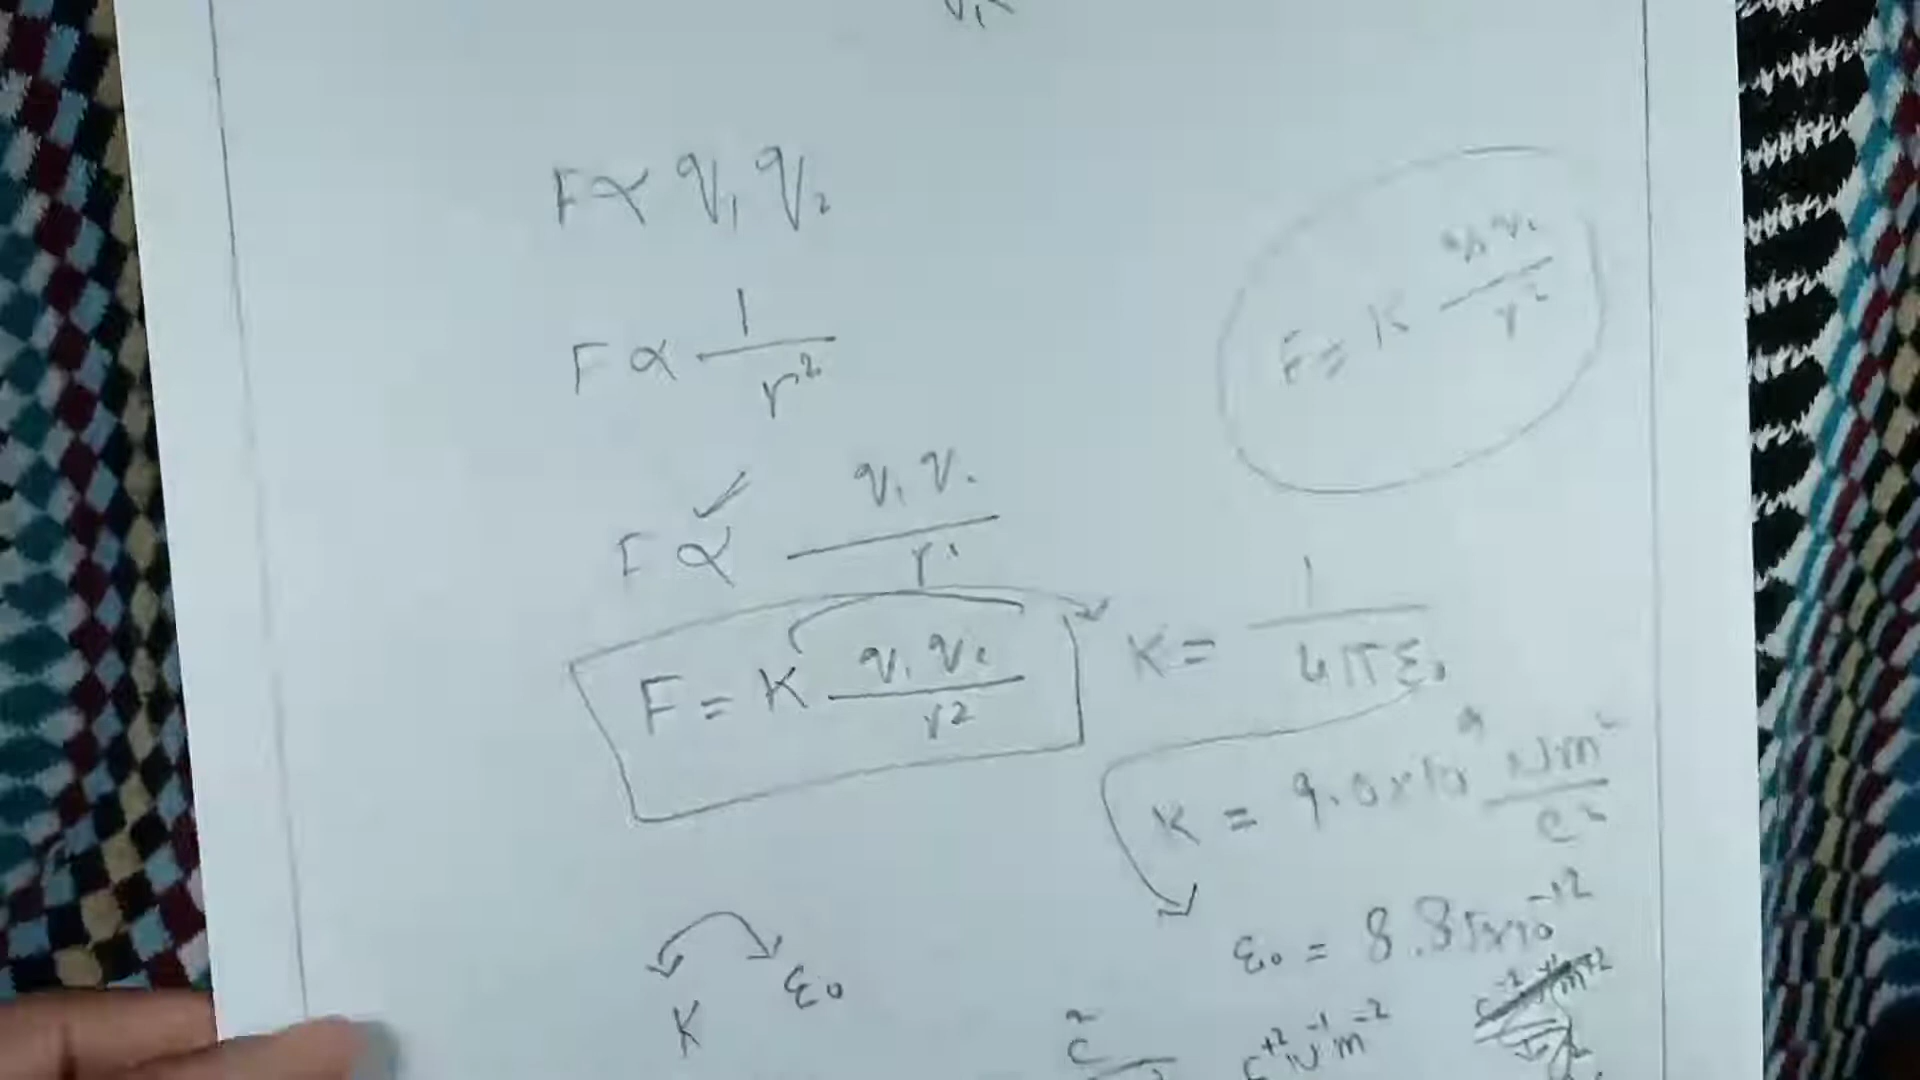 F ∝ q₁ q₂
F ∝ 1/r²
F = K q₁ q₂ / r²
F ∝ q₁ q₂ / r²
F = K q₁ q₂ / r²
K = 1/4πε₀
K = 9.0×10⁹ Nm²/c²
ε₀ = 8.85×10⁻¹²
K ε₀
c⁺² N⁻¹ m⁻²